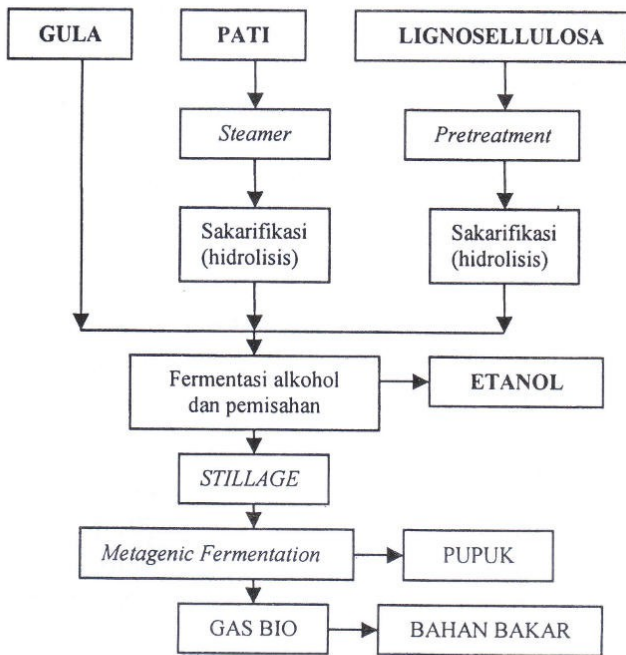 GULA
PATI
LIGNOSELLULOSA
Steamer
Pretreatment
Sakarifikasi
(hidrolisis)
Sakarifikasi
(hidrolisis)
Fermentasi alkohol
dan pemisahan
ETANOL
STILLAGE
Metagenic Fermentation
PUPUK
GAS BIO
BAHAN BAKAR